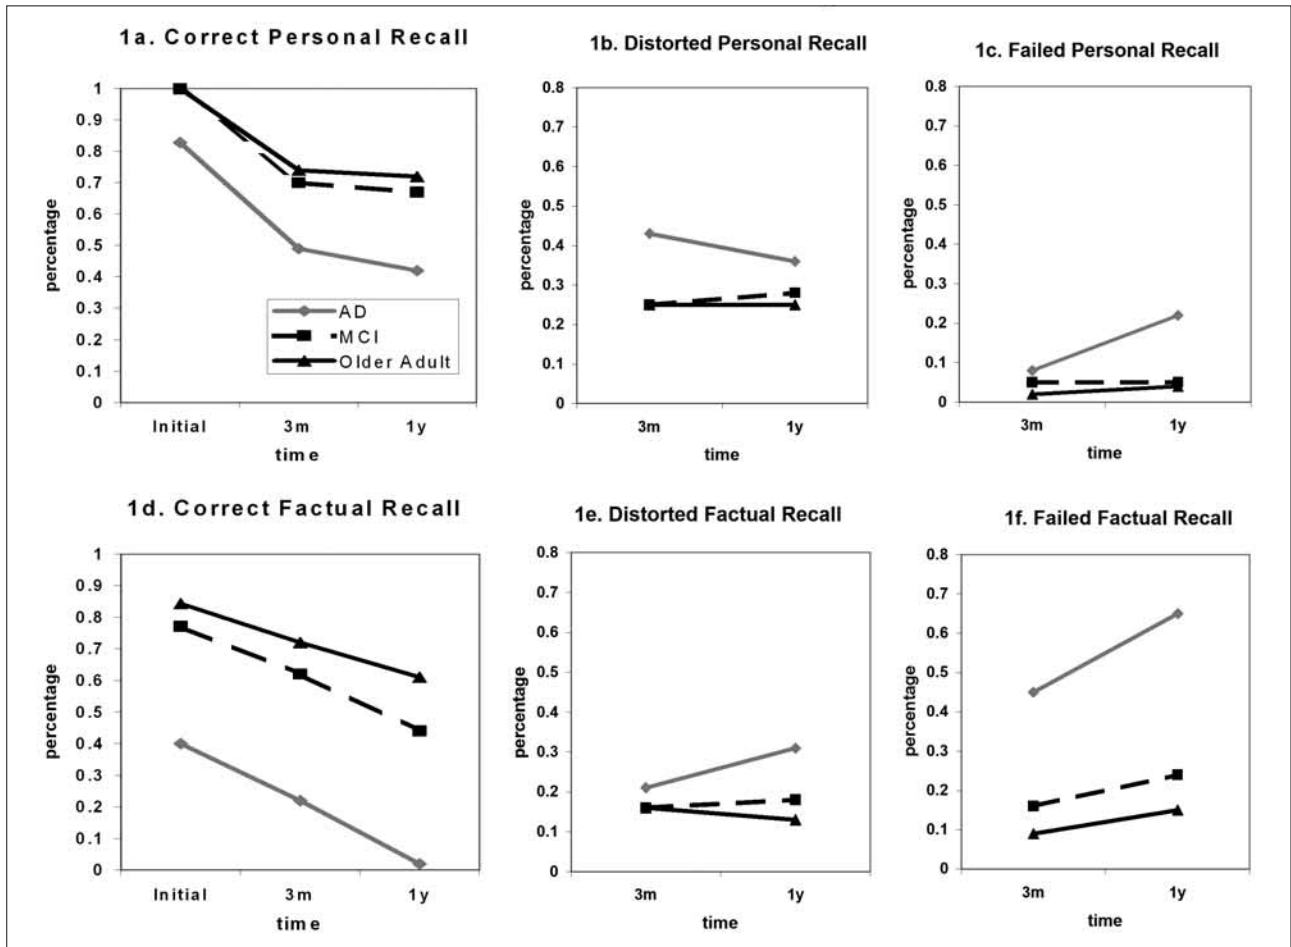 1a. Correct Personal Recall
percentage
1
0.9
0.8
0.7
0.6
0.5
0.4
0.3
0.2
0.1
0
AD
MCI
Older Adult
Initial 3m 1y
time
1b. Distorted Personal Recall
percentage
0.8
0.7
0.6
0.5
0.4
0.3
0.2
0.1
0
3m 1y
time
1c. Failed Personal Recall
percentage
0.8
0.7
0.6
0.5
0.4
0.3
0.2
0.1
0
3m 1y
time
1d. Correct Factual Recall
percentage
1
0.9
0.8
0.7
0.6
0.5
0.4
0.3
0.2
0.1
0
Initial 3m 1y
time
1e. Distorted Factual Recall
percentage
0.8
0.7
0.6
0.5
0.4
0.3
0.2
0.1
0
3m 1y
time
1f. Failed Factual Recall
percentage
0.8
0.7
0.6
0.5
0.4
0.3
0.2
0.1
0
3m 1y
time